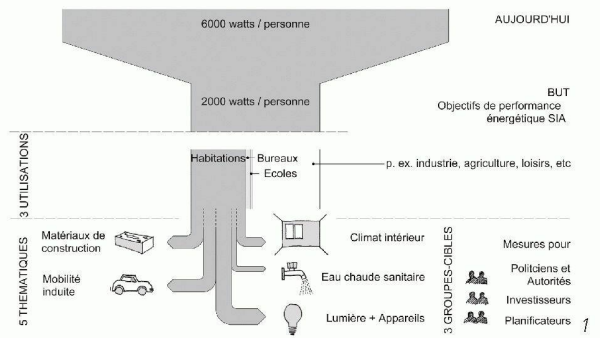 6000 watts / personne
AUJOURD'HUI
2000 watts / personne
BUT
Objectifs de performance
énergétique SIA
3 UTILISATIONS
Habitations
Bureaux
Ecoles
p. ex. industrie, agriculture, loisirs, etc
5 THEMATIQUES
Matériaux de
construction
Mobilité
induite
Climat intérieur
Eau chaude sanitaire
Lumière + Appareils
3 GROUPES-CIBLES
Mesures pour
Politciens et
Autorités
Investisseurs
Planificateurs
1